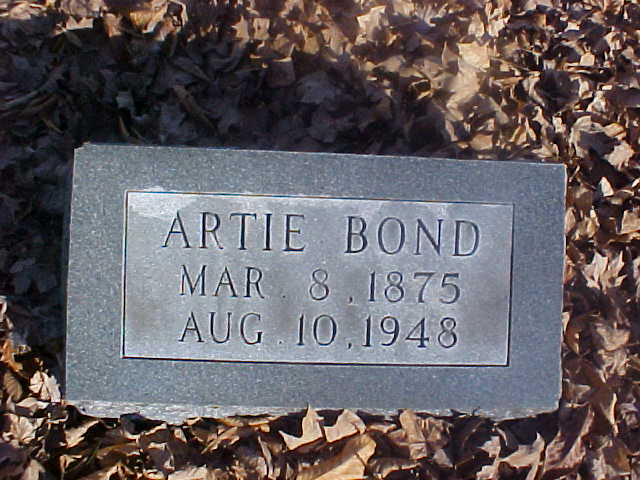 ARTIE BOND
MAR. 8, 1875
AUG. 10, 1948